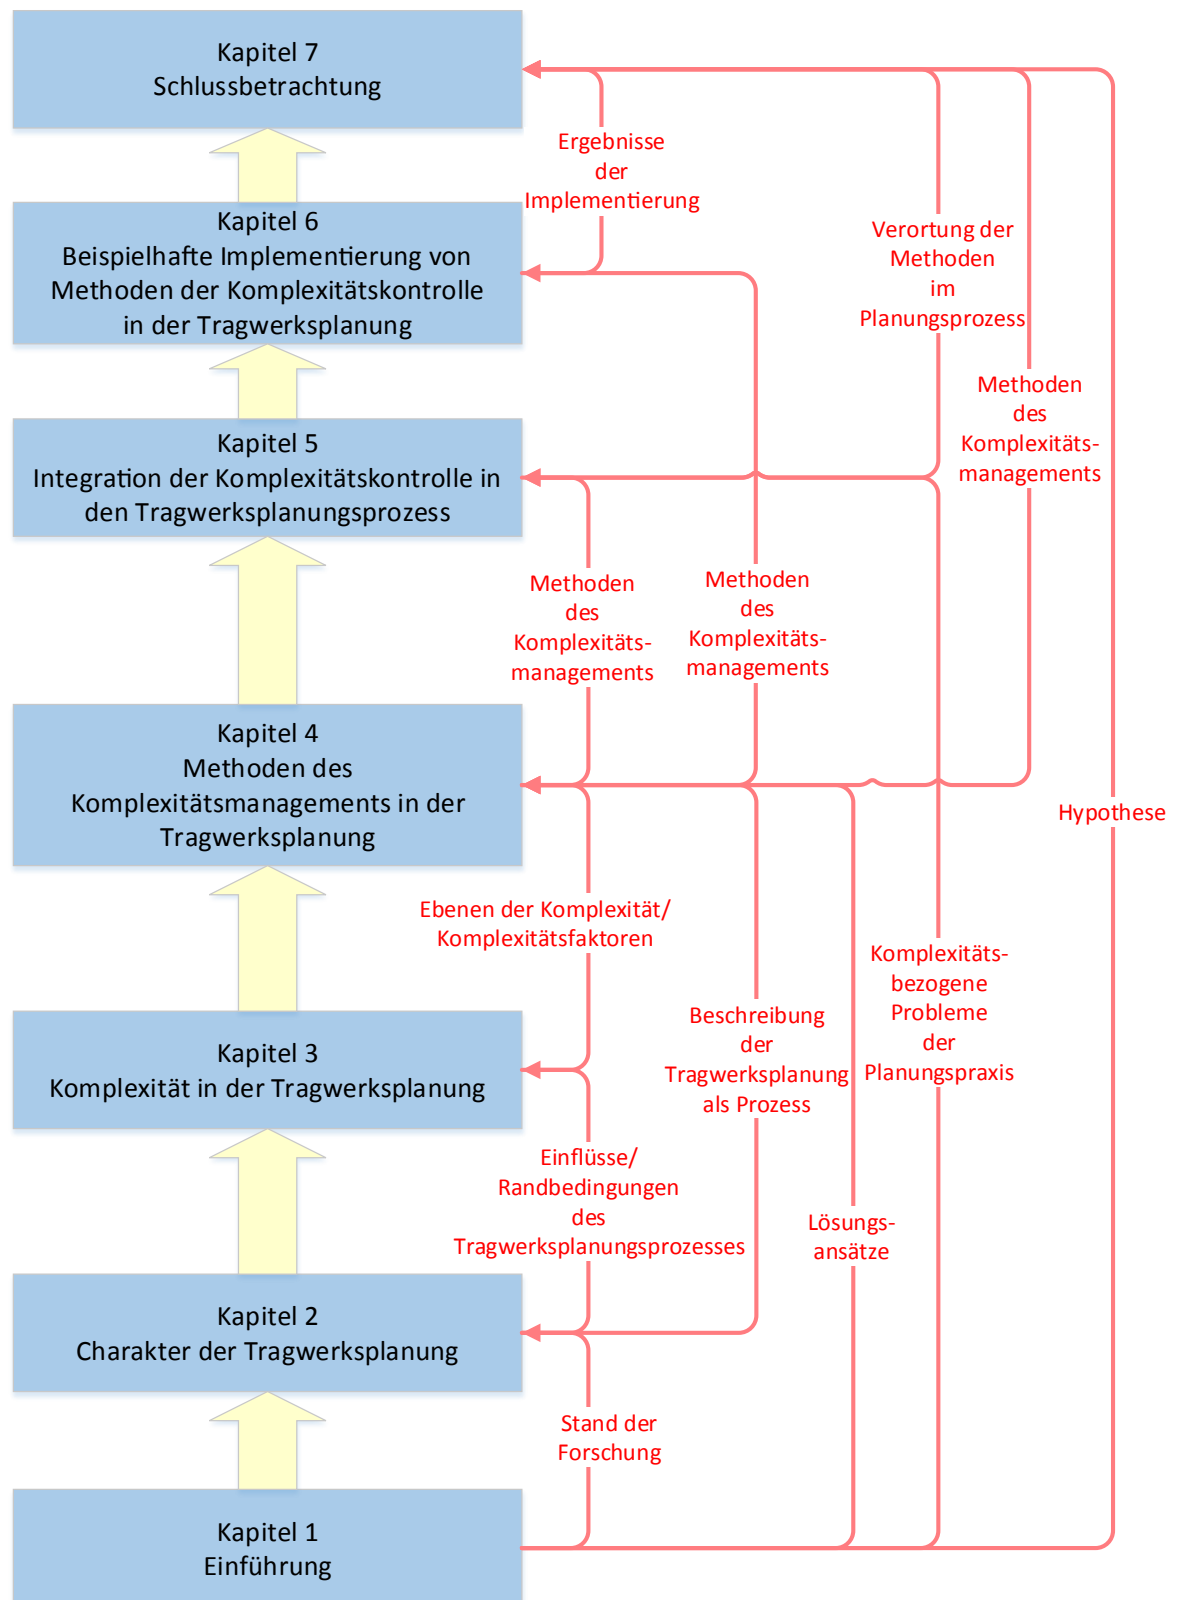 Kapitel 7
Schlussbetrachtung
Ergebnisse
der
Implementierung
Kapitel 6
Beispielhafte Implementierung von
Methoden der Komplexitätskontrolle
in der Tragwerksplanung
Verortung der
Methoden
im
Planungsprozess
Methoden
des
Komplexitäts-
managements
Kapitel 5
Integration der Komplexitätskontrolle in
den Tragwerksplanungsprozess
Methoden
des
Komplexitäts-
managements
Methoden
des
Komplexitäts-
managements
Kapitel 4
Methoden des
Komplexitätsmanagements in der
Tragwerksplanung
Hypothese
Ebenen der Komplexität/
Komplexitätsfaktoren
Komplexitäts-
bezogene
Probleme
der
Planungspraxis
Beschreibung
der
Tragwerksplanung
als Prozess
Kapitel 3
Komplexität in der Tragwerksplanung
Einflüsse/
Randbedingungen
des
Tragwerksplanungsprozesses
Lösungs-
ansätze
Kapitel 2
Charakter der Tragwerksplanung
Stand der
Forschung
Kapitel 1
Einführung